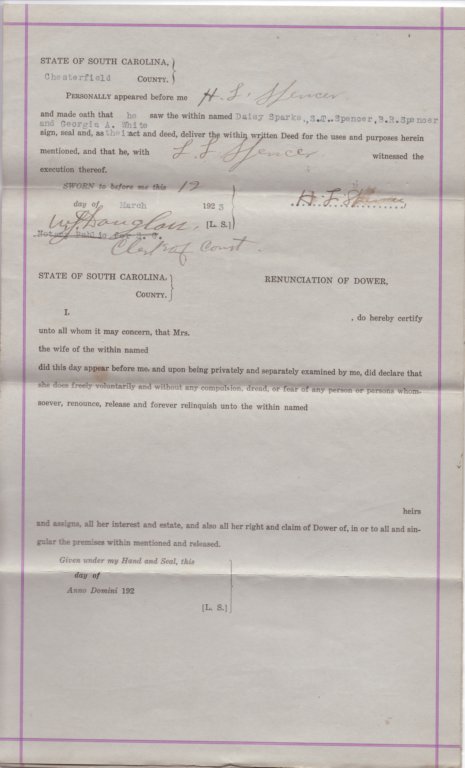 STATE OF SOUTH CAROLINA,
Chesterfield COUNTY.
PERSONALLY appeared before me H. L. Spencer
and made oath that he saw the within named Daisy Sparks, S.T. Spencer, B.R. Spencer
and Georgia A. White
sign, seal and, as their act and deed, deliver the within written Deed for the uses and purposes herein
mentioned, and that he, with L. L. Spencer witnessed the
execution thereof.
SWORN to before me this 12
day of March 1923
H. L. Spencer
W. J. Douglass. [L. S.]
Notary Public for S. C.
Clerk of Court.
STATE OF SOUTH CAROLINA,
COUNTY.
RENUNCIATION OF DOWER,
I. , do hereby certify
unto all whom it may concern, that Mrs.
the wife of the within named
did this day appear before me, and upon being privately and separately examined by me, did declare that
she does freely voluntarily and without any compulsion, dread, or fear of any person or persons whom-
soever, renounce, release and forever relinquish unto the within named
heirs
and assigns, all her interest and estate, and also all her right and claim of Dower of, in or to all and sin-
gular the premises within mentioned and released.
Given under my Hand and Seal, this
day of
Anno Domini 192
[L. S.]